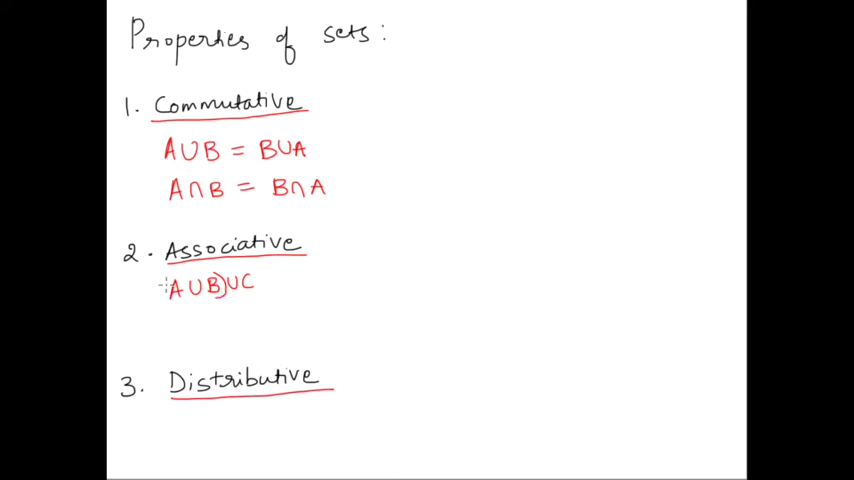 Properties of sets :
1. Commutative
A∪B = B∪A
A∩B = B∩A
2. Associative
A∪B)∪C
3. Distributive